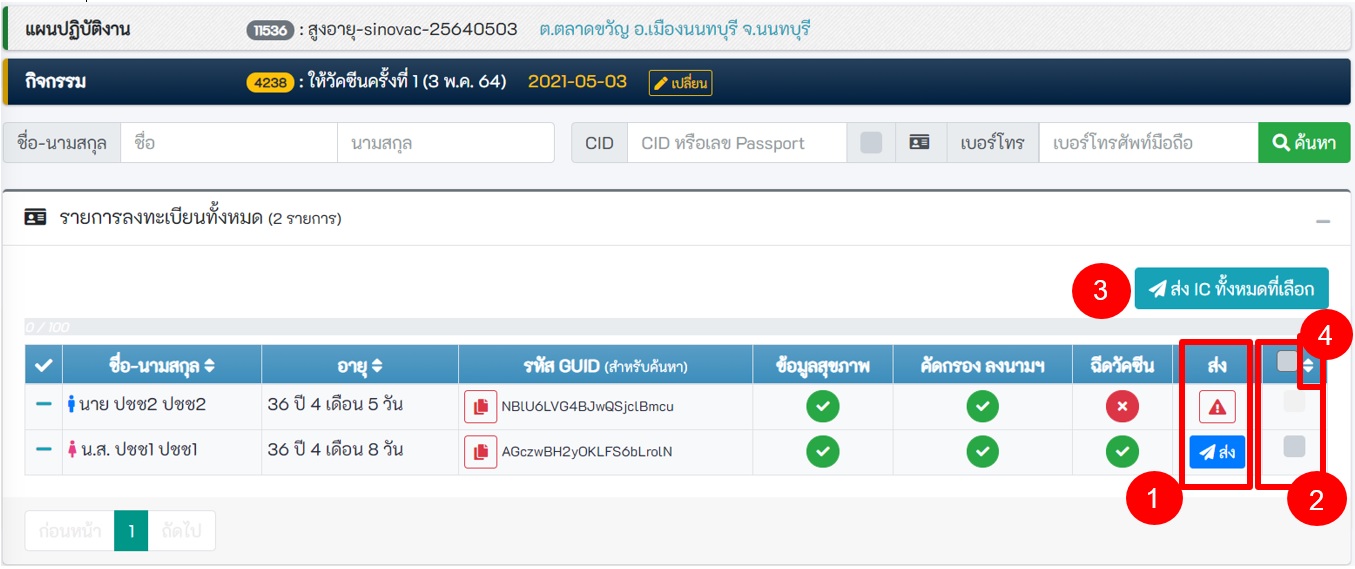 แผนปฏิบัติงาน 11536 : สูงอายุ-sinovac-25640503 ต.ตลาดขวัญ อ.เมืองนนทบุรี จ.นนทบุรี
กิจกรรม 4238 : ให้วัคซีนครั้งที่ 1 (3 พ.ค. 64) 2021-05-03 เปลี่ยน
ชื่อ-นามสกุล ชื่อ นามสกุล CID CID หรือเลข Passport เบอร์โทร เบอร์โทรศัพท์มือถือ ค้นหา
รายการลงทะเบียนทั้งหมด (2 รายการ)
3 ส่ง IC ทั้งหมดที่เลือก
0 / 100
4
ชื่อ-นามสกุล อายุ รหัส GUID (สำหรับค้นหา) ข้อมูลสุขภาพ คัดกรอง ลงนามฯ ฉีดวัคซีน ส่ง
นาย ปชช2 ปชช2 36 ปี 4 เดือน 5 วัน NBlU6LVG4BJwQSjclBmcu
น.ส. ปชช1 ปชช1 36 ปี 4 เดือน 8 วัน AGczwBH2yOKLFS6bLrolN ส่ง
1 2
ก่อนหน้า 1 ถัดไป